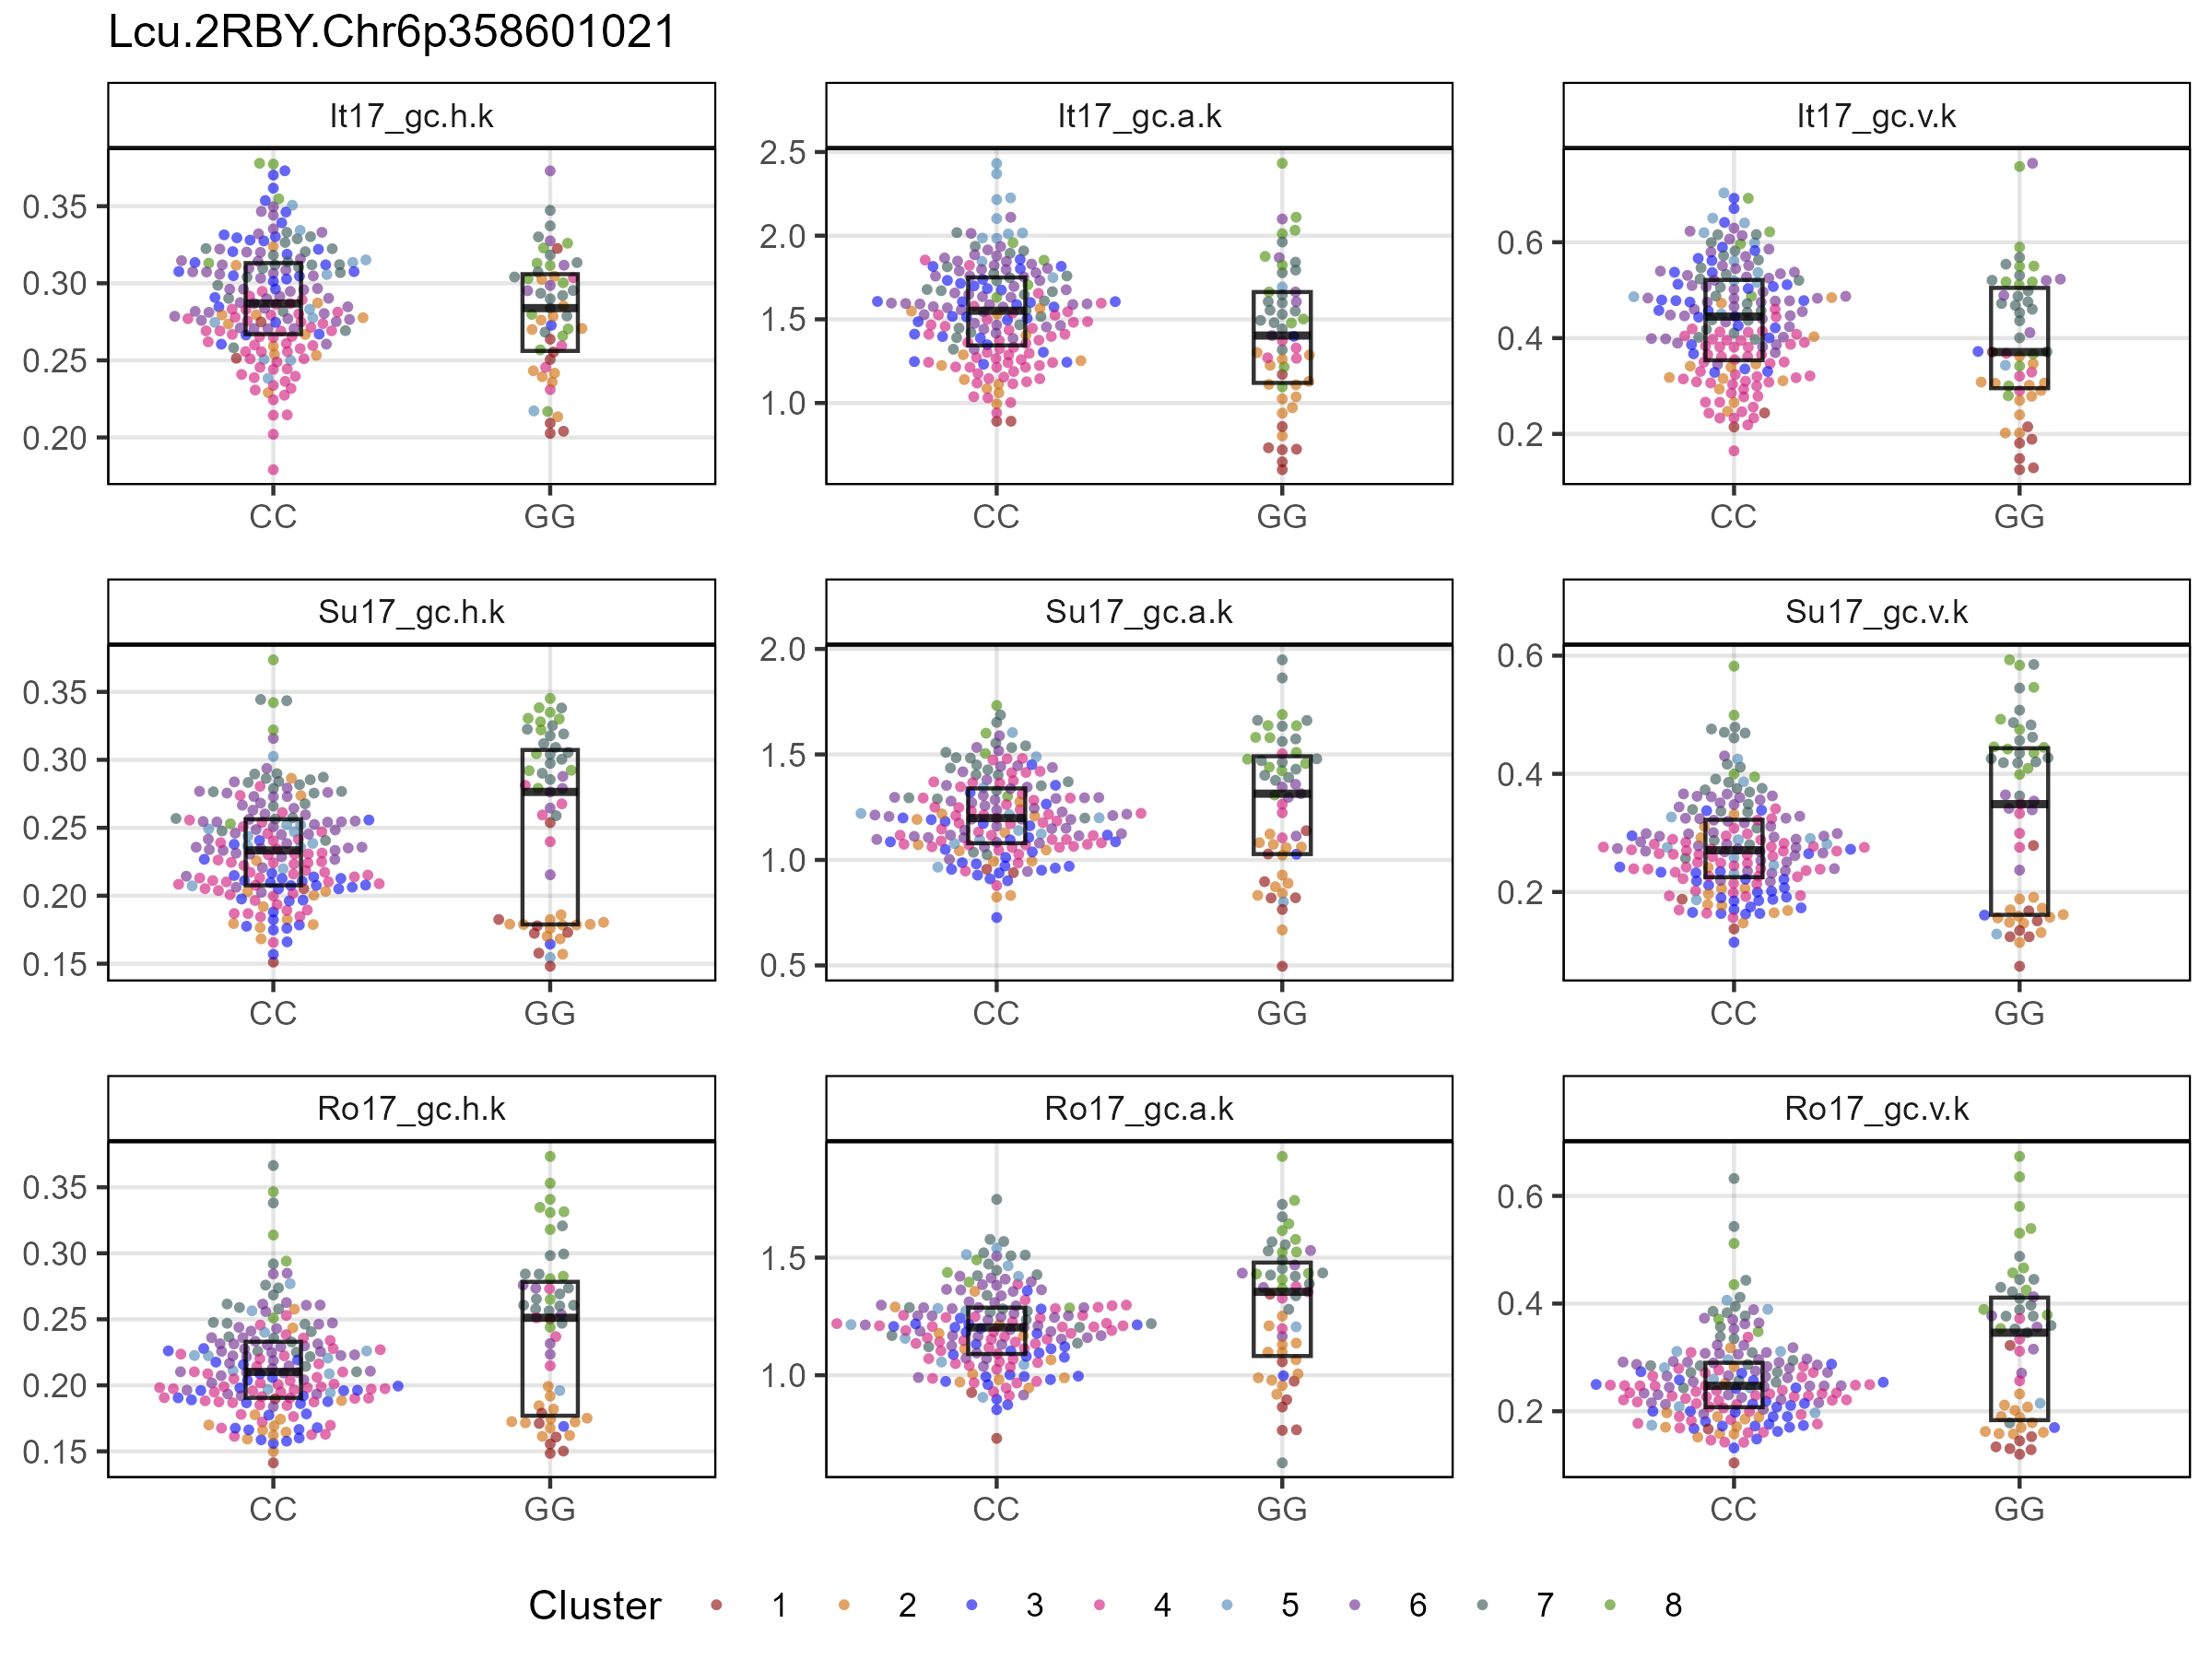 Lcu.2RBY.Chr6p358601021
It17_gc.h.k
It17_gc.a.k
It17_gc.v.k
0.35
0.30
0.25
0.20
2.5
2.0
1.5
1.0
0.6
0.4
0.2
CC GG
CC GG
CC GG
Su17_gc.h.k
Su17_gc.a.k
Su17_gc.v.k
0.35
0.30
0.25
0.20
0.15
2.0
1.5
1.0
0.5
0.6
0.4
0.2
CC GG
CC GG
CC GG
Ro17_gc.h.k
Ro17_gc.a.k
Ro17_gc.v.k
0.35
0.30
0.25
0.20
0.15
1.5
1.0
0.6
0.4
0.2
CC GG
CC GG
CC GG
Cluster 1 2 3 4 5 6 7 8